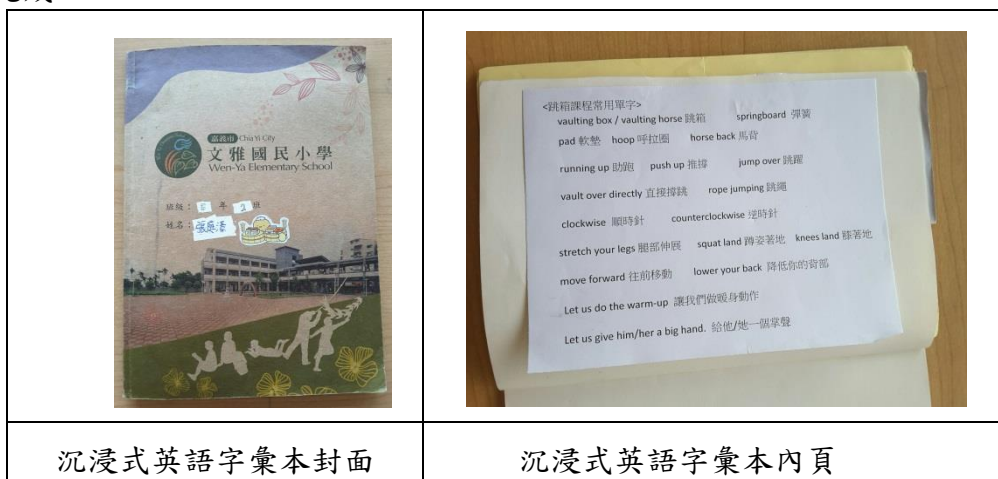 嘉義市 Chia Yi City
文雅國民小學
Wen-Ya Elementary School
班級：5 年 2 班
姓名：張
<跳箱課程常用單字>
vaulting box / vaulting horse 跳箱 springboard 彈簧
pad 軟墊 hoop 呼拉圈 horse back 馬背
running up 助跑 push up 推撐 jump over 跳躍
vault over directly 直接撐跳 rope jumping 跳繩
clockwise 順時針 counterclockwise 逆時針
stretch your legs 腿部伸展 squat land 蹲姿著地 knees land 膝著地
move forward 往前移動 lower your back 降低你的背部
Let us do the warm-up 讓我們做暖身動作
Let us give him/her a big hand. 給他/她一個掌聲
沉浸式英語字彙本封面
沉浸式英語字彙本內頁